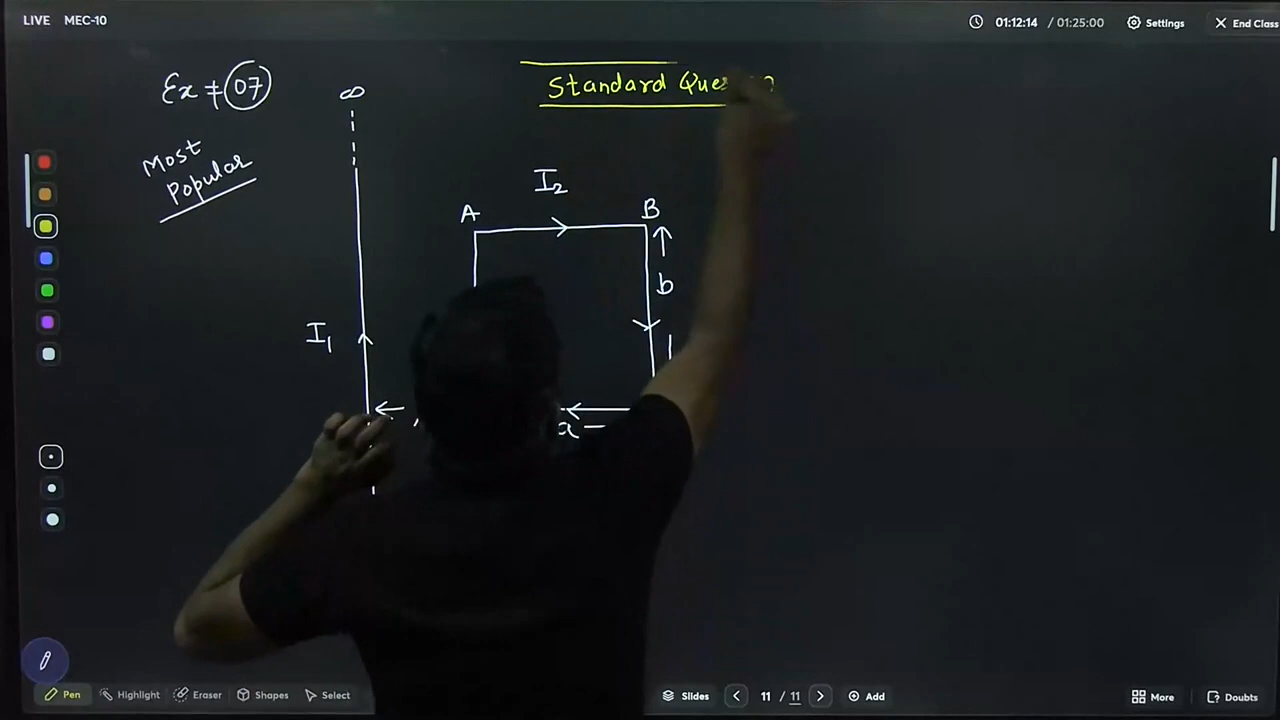 LIVE MEC-10
01:12:14 / 01:25:00
Settings
End Class
Ex ≠ 07
∞
Standard
Most
Popular
I₂
A
B
b
I₁
a
Pen
Highlight
Eraser
Shapes
Select
Slides
11 / 11
Add
More
Doubts